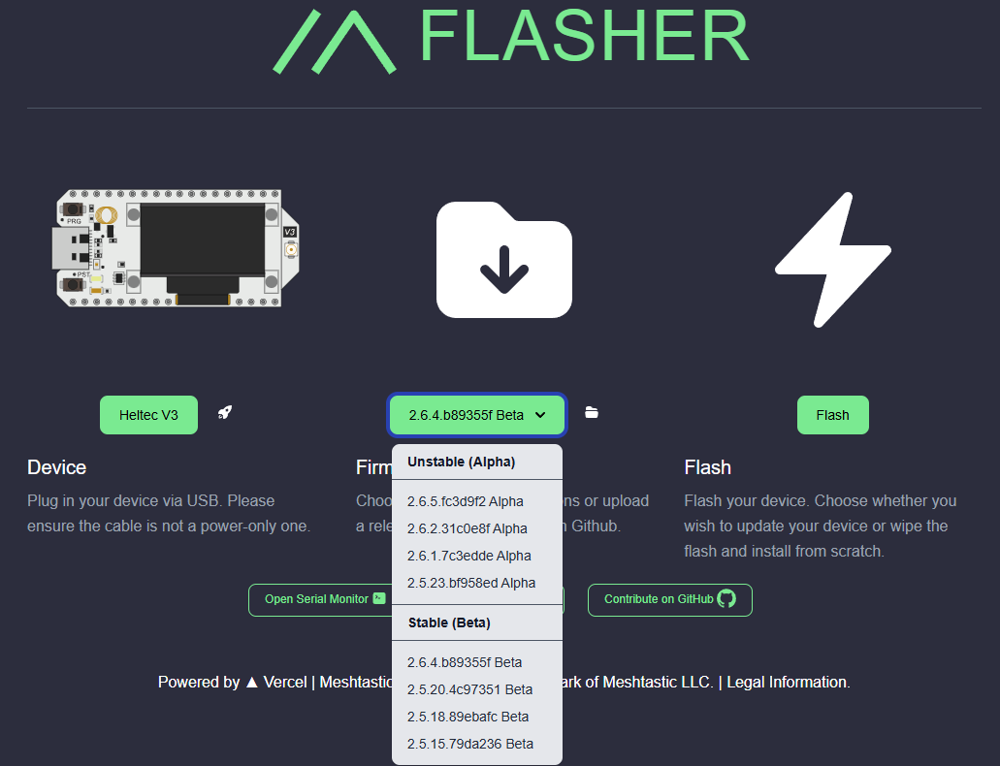 FLASHER
PRG
V3
PST
Heltec V3
2.6.4.b89355f Beta
Flash
Device
Firm
Flash
Plug in your device via USB. Please
ensure the cable is not a power-only one.
Choo
ns or upload
a rele
Github.
Flash your device. Choose whether you
wish to update your device or wipe the
flash and install from scratch.
Unstable (Alpha)
2.6.5.fc3d9f2 Alpha
2.6.2.31c0e8f Alpha
2.6.1.7c3edde Alpha
2.5.23.bf958ed Alpha
Stable (Beta)
2.6.4.b89355f Beta
2.5.20.4c97351 Beta
2.5.18.89ebafc Beta
2.5.15.79da236 Beta
Open Serial Monitor
Contribute on GitHub
Powered by ▲ Vercel | Meshtastic
ark of Meshtastic LLC. | Legal Information.